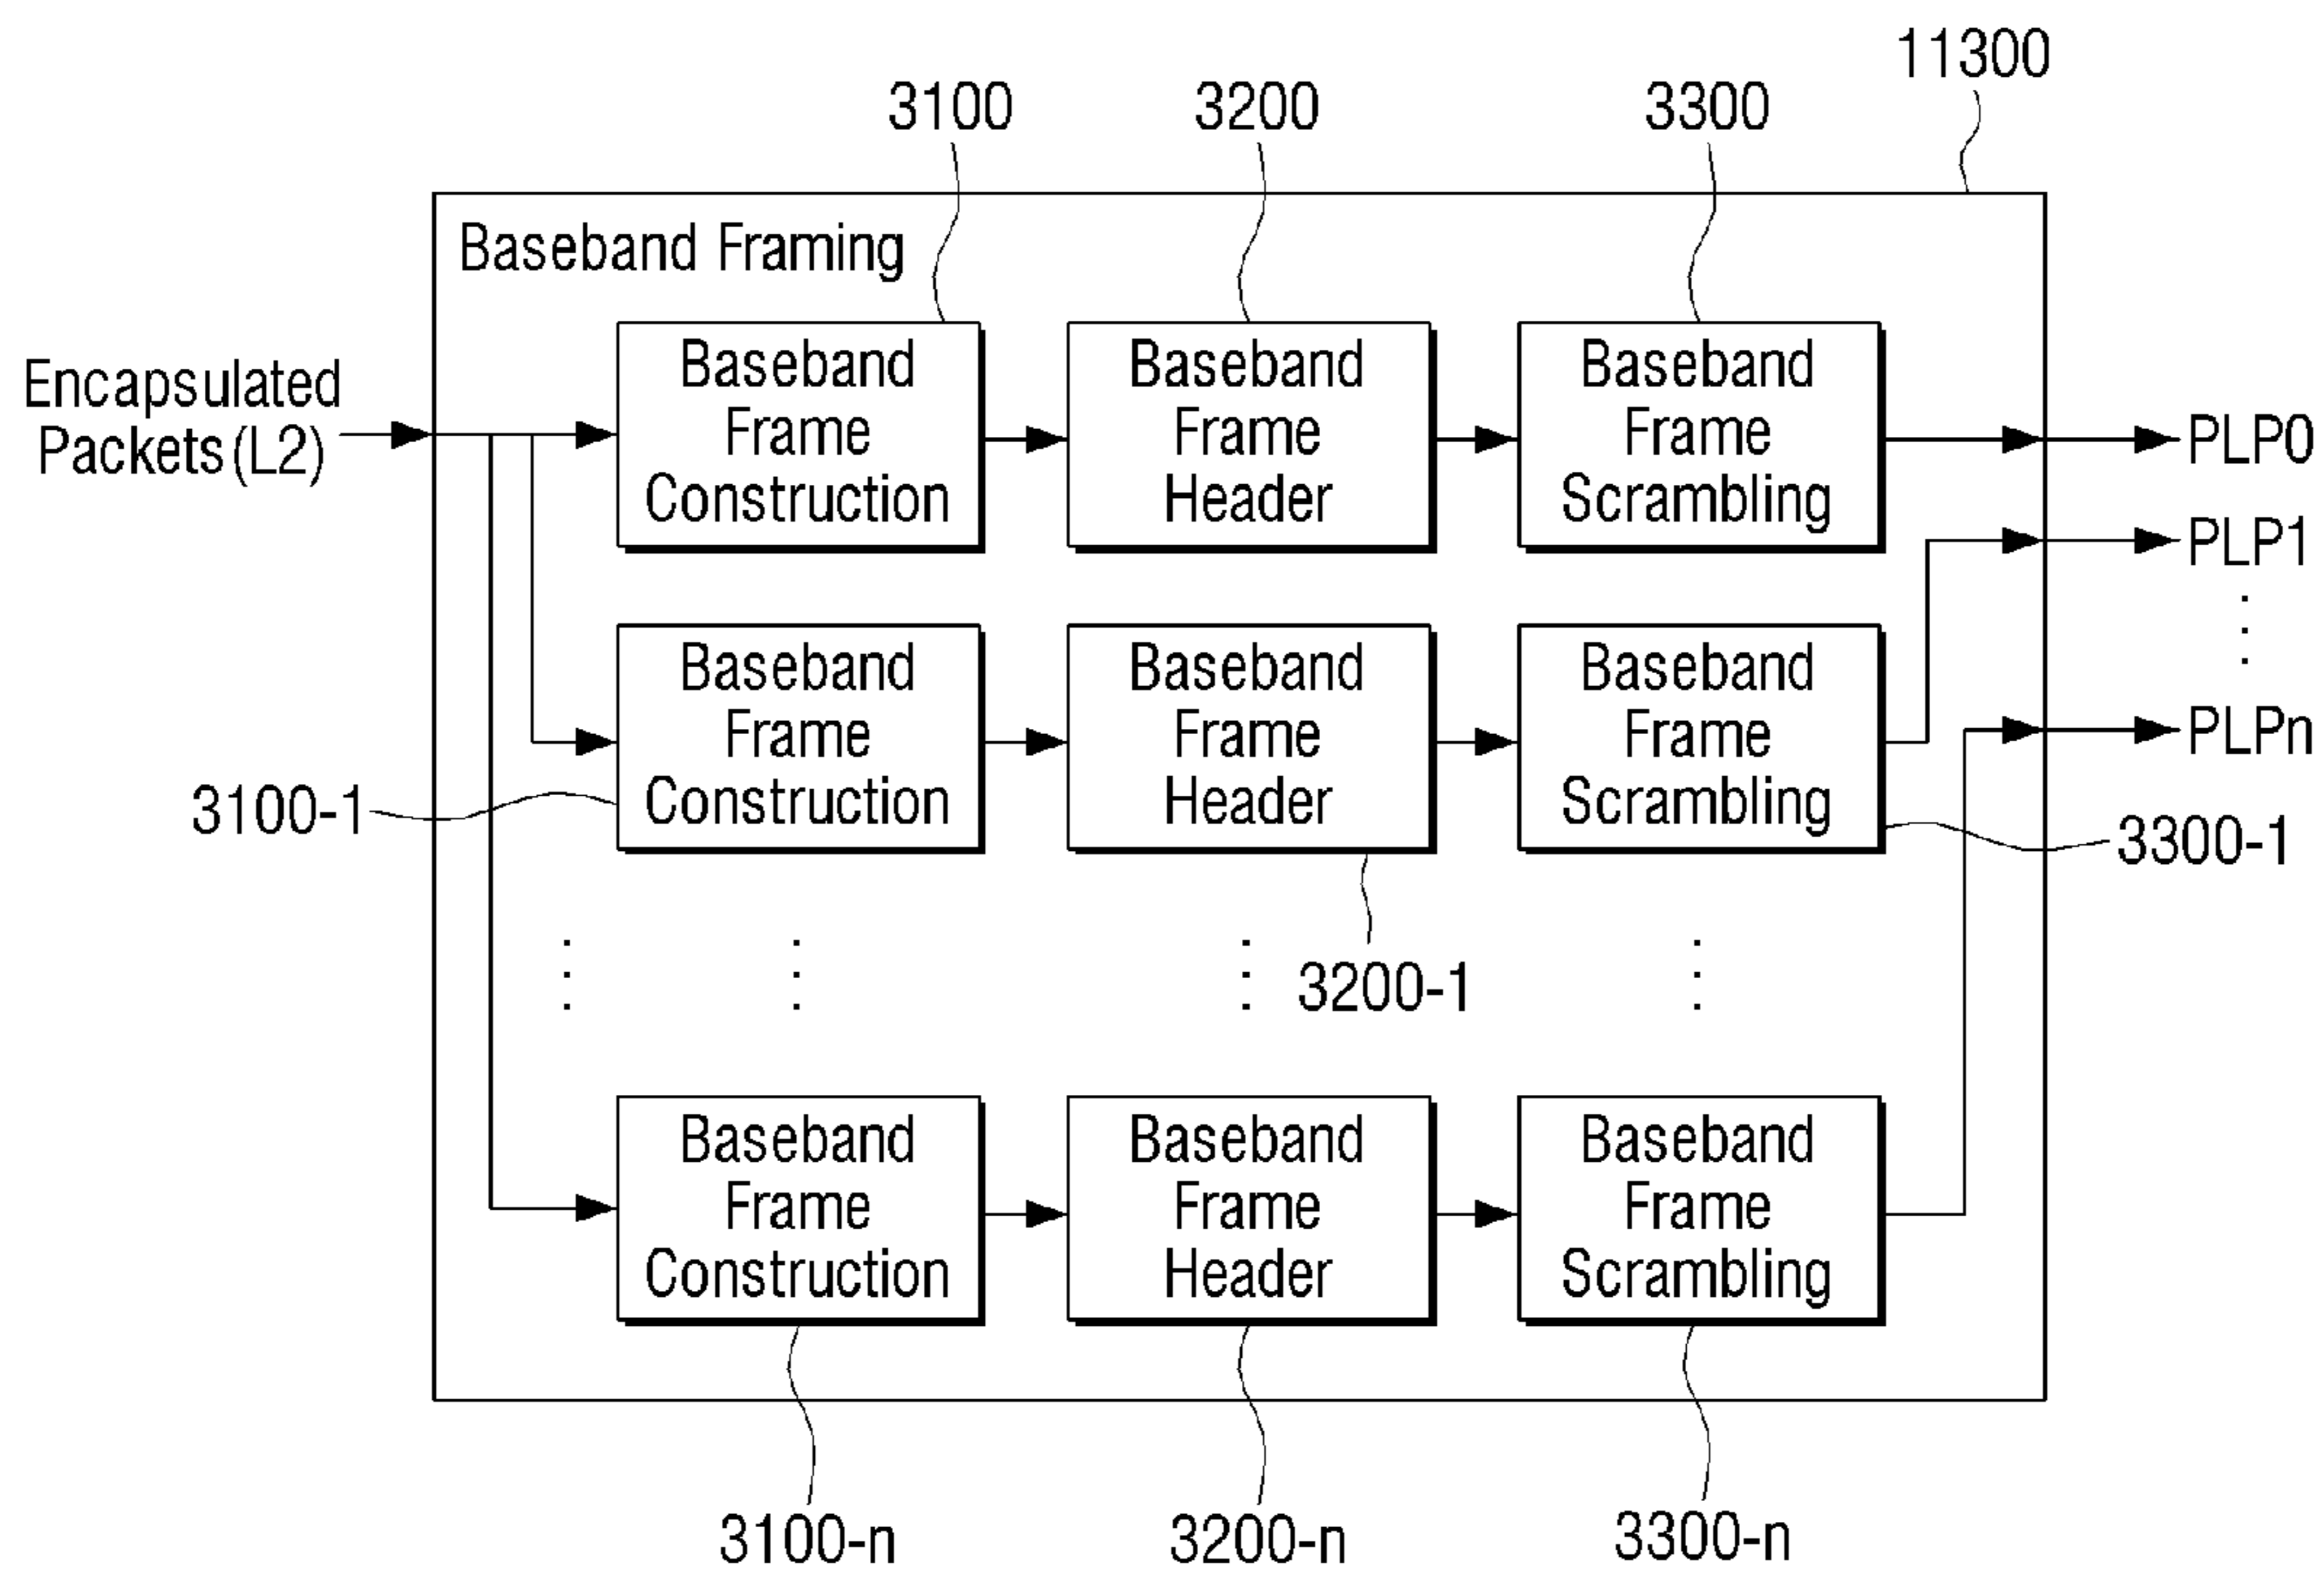 11300
3100
3200
3300
Baseband Framing
Encapsulated
Packets(L2)
Baseband
Frame
Construction
Baseband
Frame
Header
Baseband
Frame
Scrambling
PLP0
PLP1
PLPn
Baseband
Frame
Construction
Baseband
Frame
Header
Baseband
Frame
Scrambling
3100-1
3300-1
3200-1
Baseband
Frame
Construction
Baseband
Frame
Header
Baseband
Frame
Scrambling
3100-n
3200-n
3300-n